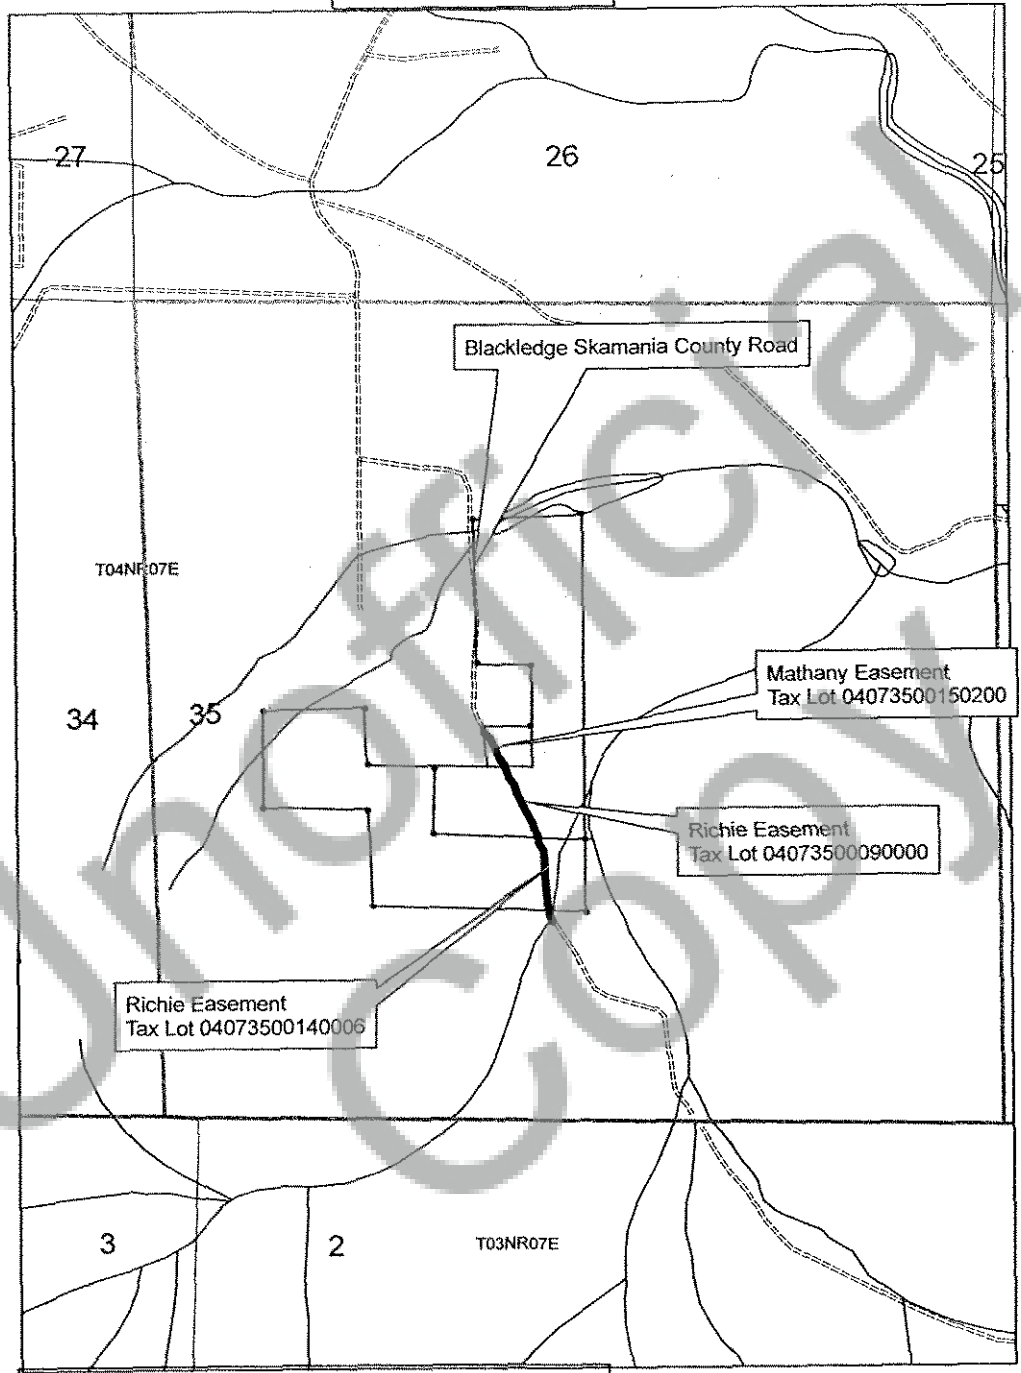 27
26
25
Blackledge Skamania County Road
T04NR07E
34
35
Mathany Easement
Tax Lot 04073500150200
Richie Easement
Tax Lot 04073500090000
Richie Easement
Tax Lot 04073500140006
3
2
T03NR07E
Unofficial
Copy